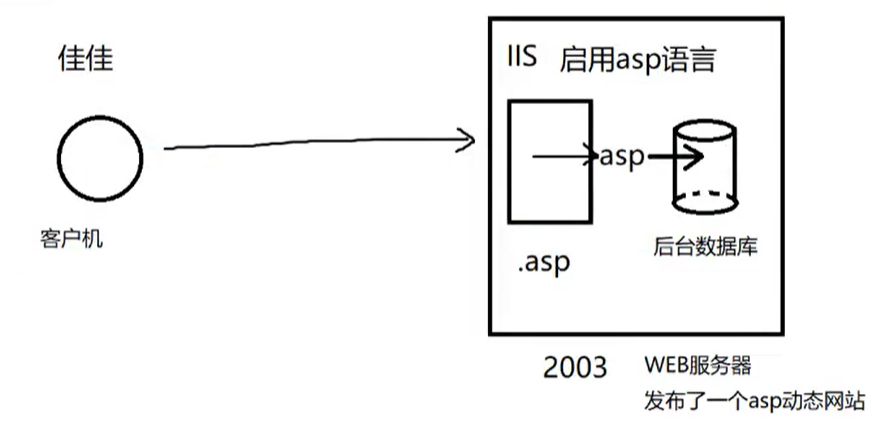 佳佳
客户机
IIS 启用asp语言
asp
.asp
后台数据库
2003
WEB服务器
发布了一个asp动态网站